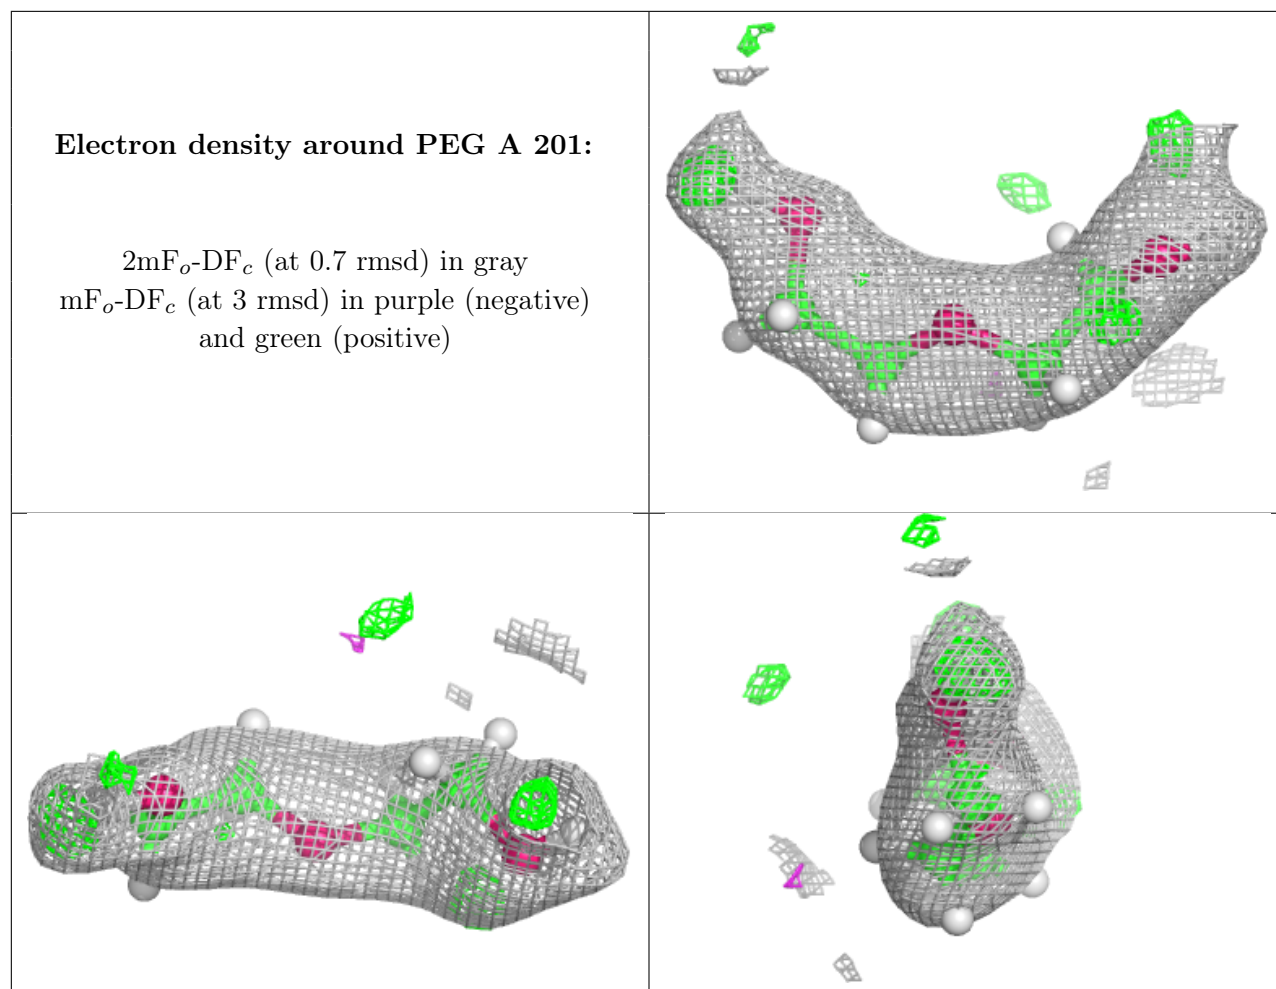 Electron density around PEG A 201:
2mFₒ-DF𝒸 (at 0.7 rmsd) in gray
mFₒ-DF𝒸 (at 3 rmsd) in purple (negative)
and green (positive)